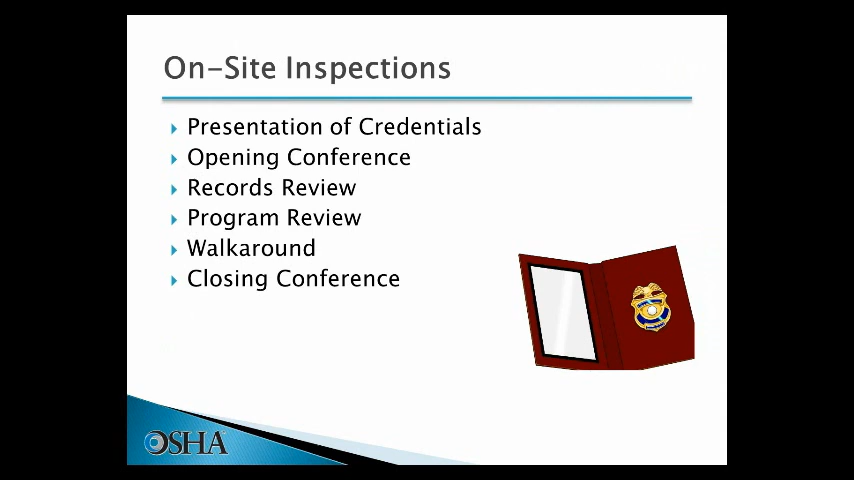 On-Site Inspections
Presentation of Credentials
Opening Conference
Records Review
Program Review
Walkaround
Closing Conference
OSHA